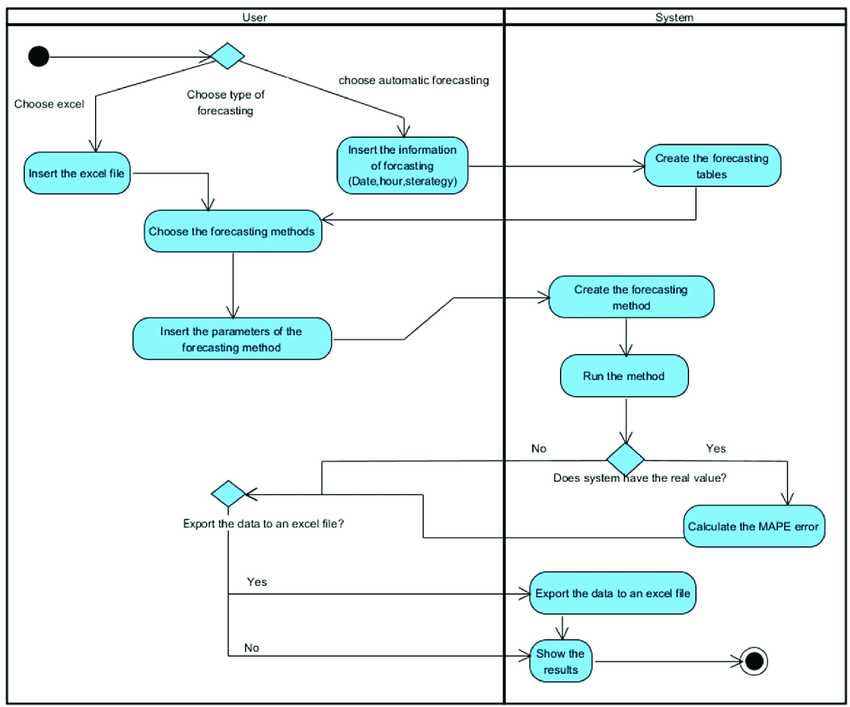 User
System
choose automatic forecasting
Choose excel
Choose type of
forecasting
Insert the excel file
Insert the information
of forcasting
(Date,hour,sterategy)
Create the forecasting
tables
Choose the forecasting methods
Insert the parameters of the
forecasting method
Create the forecasting
method
Run the method
No
Yes
Does system have the real value?
Export the data to an excel file?
Calculate the MAPE error
Yes
Export the data to an excel file
No
Show the
results